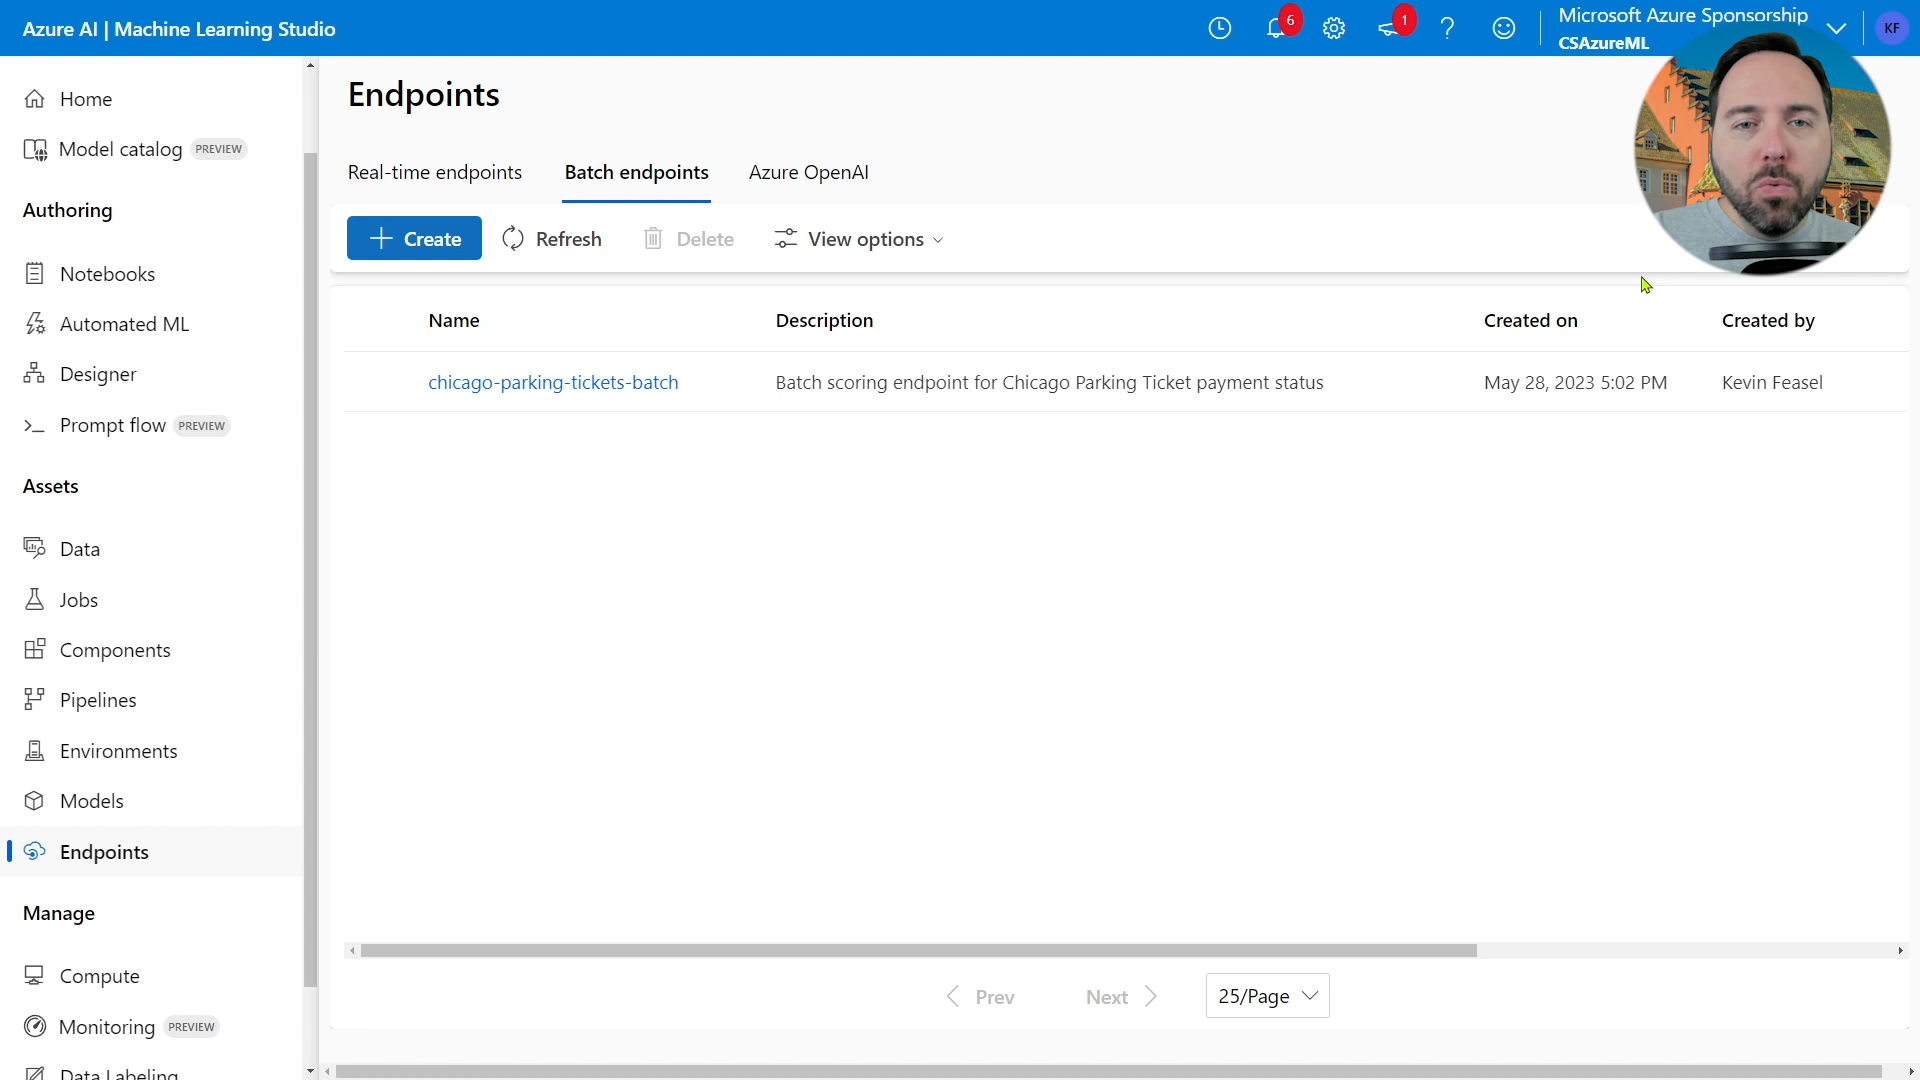 Azure AI | Machine Learning Studio
6
1
Microsoft Azure Sponsorship
CSAzureML
KF
Home
Model catalog PREVIEW
Authoring
Notebooks
Automated ML
Designer
Prompt flow PREVIEW
Assets
Data
Jobs
Components
Pipelines
Environments
Models
Endpoints
Manage
Compute
Monitoring PREVIEW
Data Labeling
Endpoints
Real-time endpoints Batch endpoints Azure OpenAI
Create Refresh Delete View options
Name Description Created on Created by
chicago-parking-tickets-batch Batch scoring endpoint for Chicago Parking Ticket payment status May 28, 2023 5:02 PM Kevin Feasel
Prev Next 25/Page